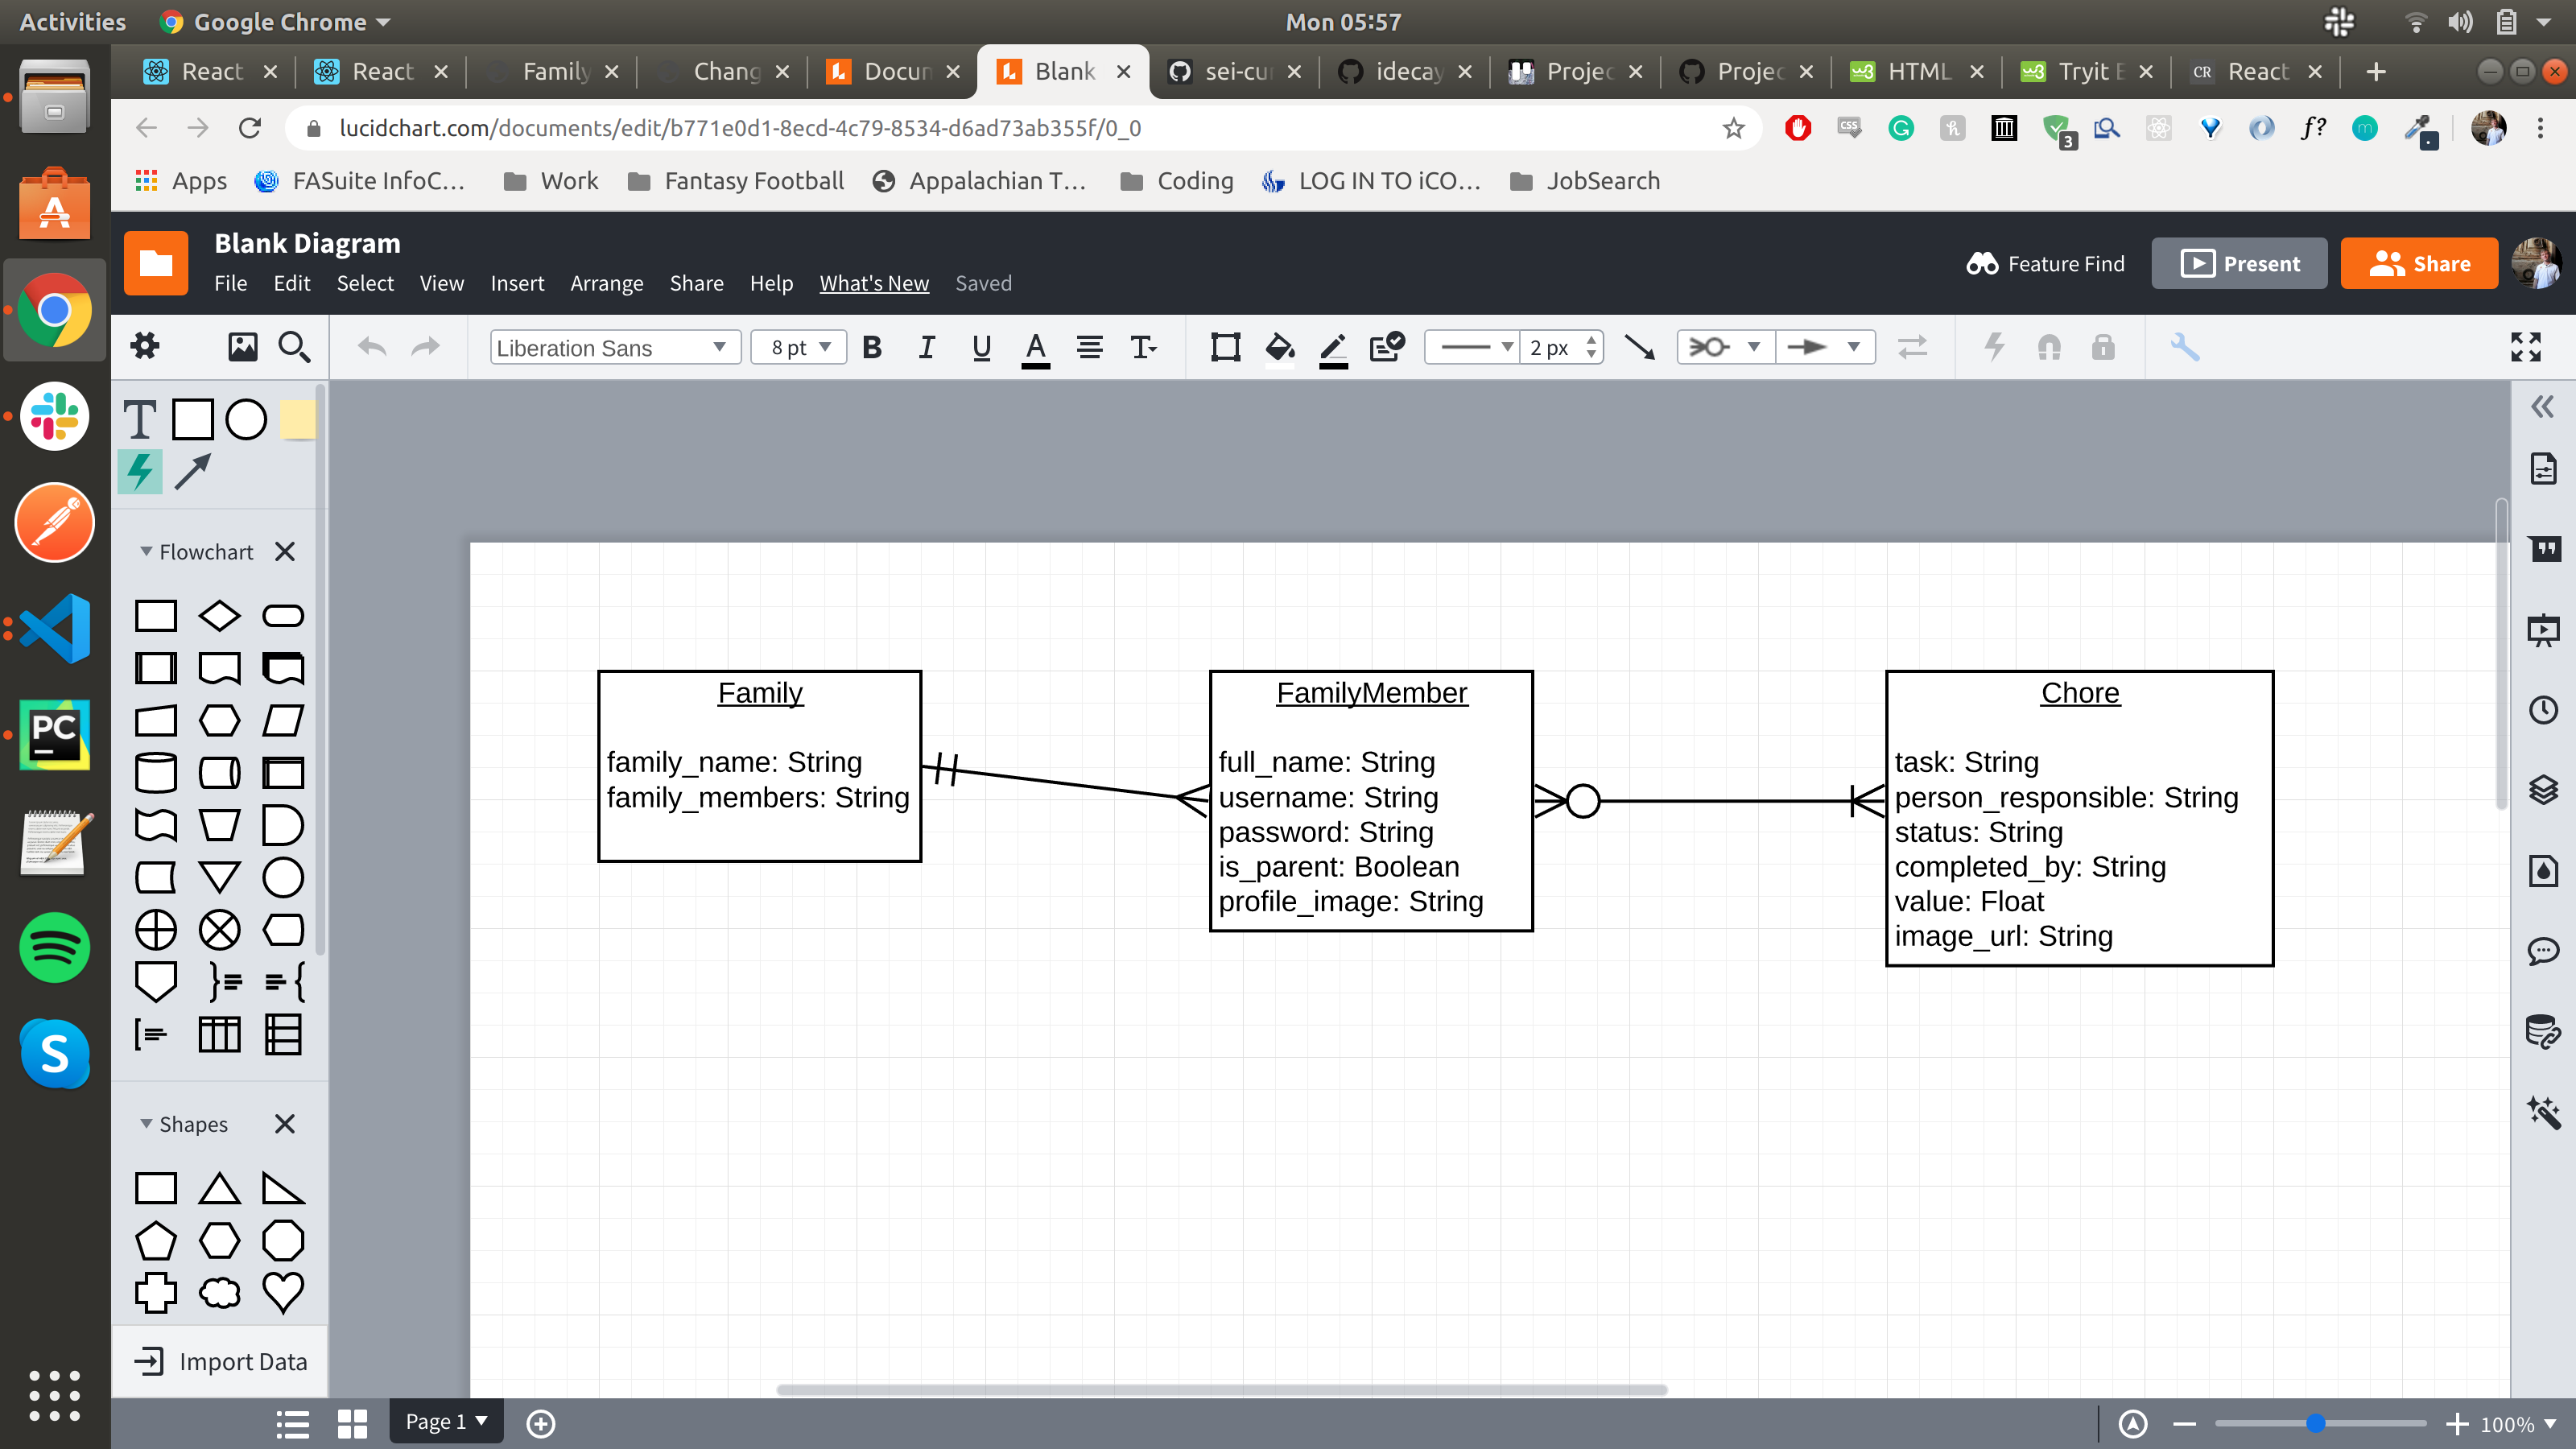 Activities Google Chrome Mon 05:57
React React Family Chang Docum Blank sei-cur idecay Projec Projec HTML Tryit E React
lucidchart.com/documents/edit/b771e0d1-8ecd-4c79-8534-d6ad73ab355f/0_0
CSS 3 f? m
Apps FASuite InfoC... Work Fantasy Football Appalachian T... Coding LOG IN TO iCO... JobSearch
Blank Diagram
File Edit Select View Insert Arrange Share Help What's New Saved
Feature Find Present Share
Liberation Sans 8 pt B I U A T 2 px
T
Flowchart
Shapes
Import Data
Family
family_name: String
family_members: String
FamilyMember
full_name: String
username: String
password: String
is_parent: Boolean
profile_image: String
Chore
task: String
person_responsible: String
status: String
completed_by: String
value: Float
image_url: String
PC
S
Page 1 100%